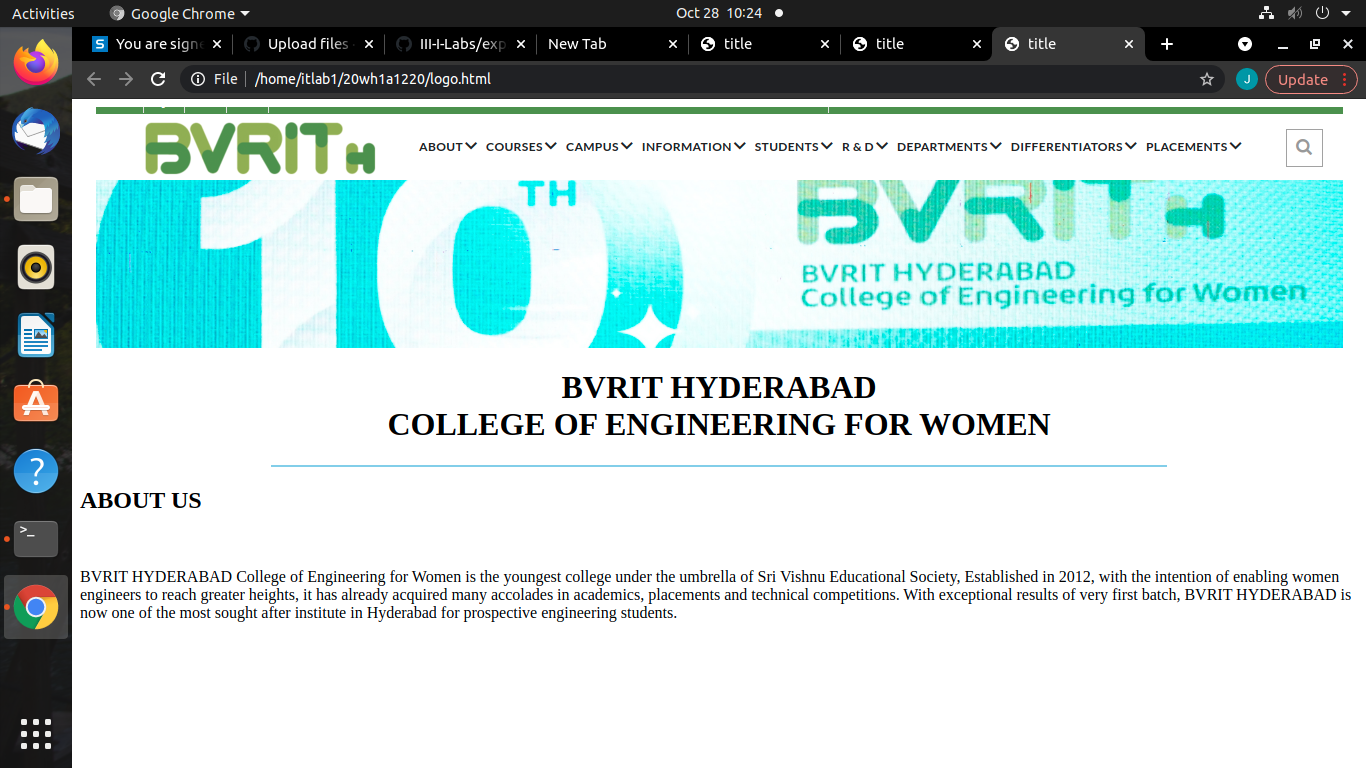 Activities Google Chrome Oct 28 10:24
You are signe Upload files III-I-Labs/exp New Tab title title title
File /home/itlab1/20wh1a1220/logo.html J Update
BVRIT H ABOUT COURSES CAMPUS INFORMATION STUDENTS R & D DEPARTMENTS DIFFERENTIATORS PLACEMENTS
10TH BVRIT H
BVRIT HYDERABAD
College of Engineering for Women
BVRIT HYDERABAD
COLLEGE OF ENGINEERING FOR WOMEN
ABOUT US
BVRIT HYDERABAD College of Engineering for Women is the youngest college under the umbrella of Sri Vishnu Educational Society, Established in 2012, with the intention of enabling women
engineers to reach greater heights, it has already acquired many accolades in academics, placements and technical competitions. With exceptional results of very first batch, BVRIT HYDERABAD is
now one of the most sought after institute in Hyderabad for prospective engineering students.